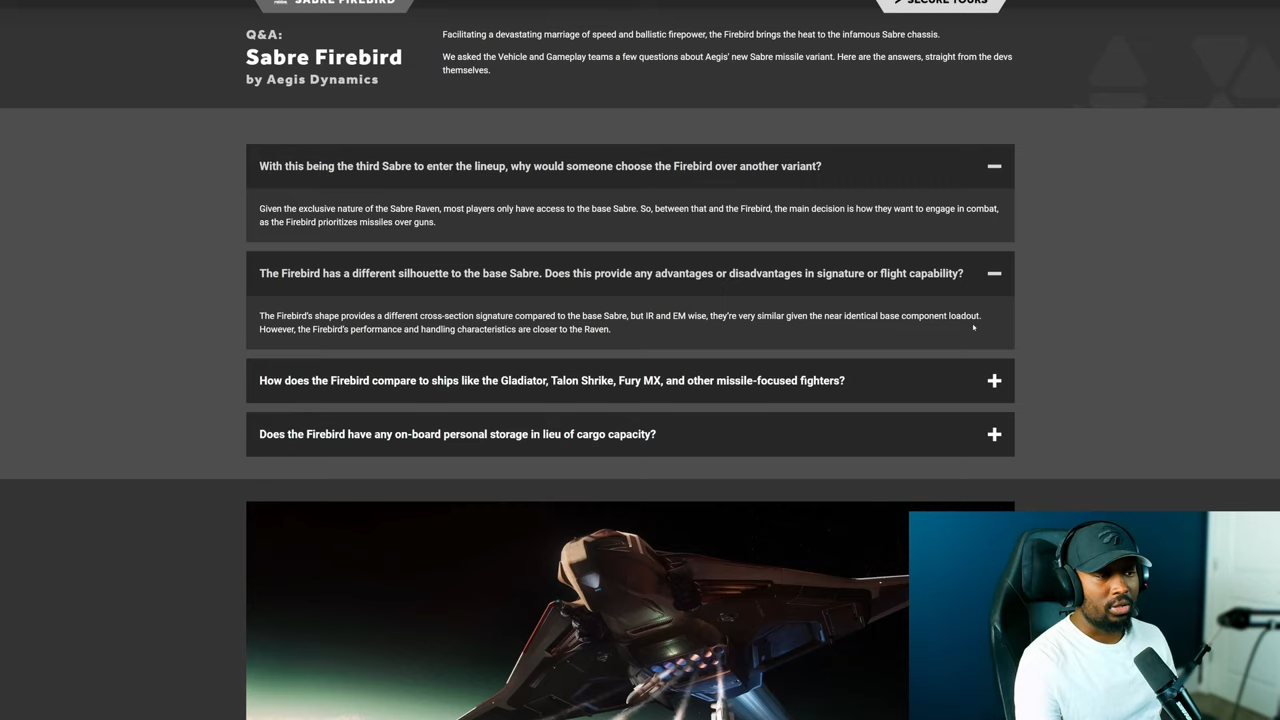 SABRE FIREBIRD
> SECURE YOURS
Q&A:
Sabre Firebird
by Aegis Dynamics
Facilitating a devastating marriage of speed and ballistic firepower, the Firebird brings the heat to the infamous Sabre chassis.
We asked the Vehicle and Gameplay teams a few questions about Aegis' new Sabre missile variant. Here are the answers, straight from the devs
themselves.
With this being the third Sabre to enter the lineup, why would someone choose the Firebird over another variant?
Given the exclusive nature of the Sabre Raven, most players only have access to the base Sabre. So, between that and the Firebird, the main decision is how they want to engage in combat,
as the Firebird prioritizes missiles over guns.
The Firebird has a different silhouette to the base Sabre. Does this provide any advantages or disadvantages in signature or flight capability?
The Firebird's shape provides a different cross-section signature compared to the base Sabre, but IR and EM wise, they're very similar given the near identical base component loadout.
However, the Firebird's performance and handling characteristics are closer to the Raven.
How does the Firebird compare to ships like the Gladiator, Talon Shrike, Fury MX, and other missile-focused fighters?
Does the Firebird have any on-board personal storage in lieu of cargo capacity?